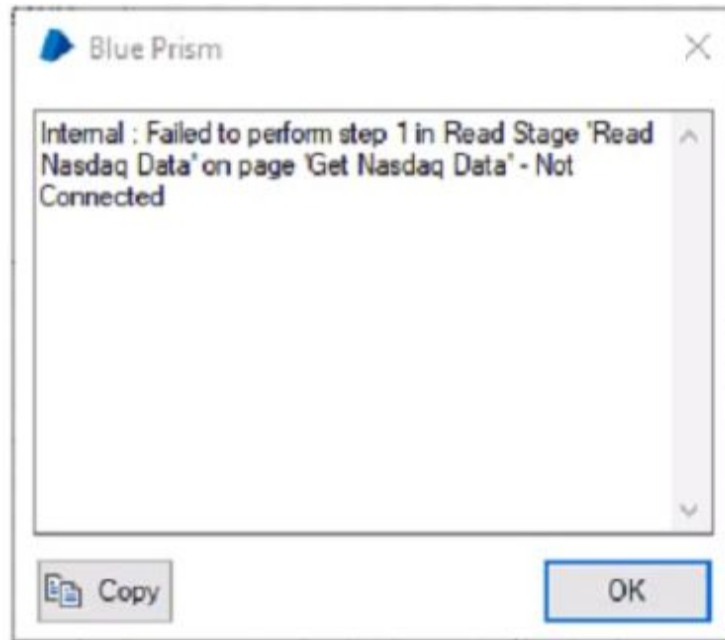 Blue Prism
Internal : Failed to perform step 1 in Read Stage 'Read
Nasdaq Data' on page 'Get Nasdaq Data' - Not
Connected
Copy
OK